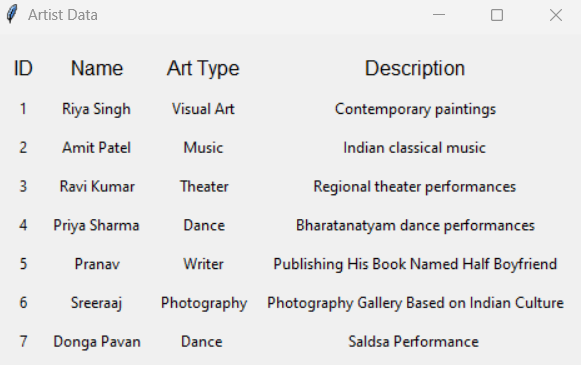 Artist Data
ID Name Art Type Description
1 Riya Singh Visual Art Contemporary paintings
2 Amit Patel Music Indian classical music
3 Ravi Kumar Theater Regional theater performances
4 Priya Sharma Dance Bharatanatyam dance performances
5 Pranav Writer Publishing His Book Named Half Boyfriend
6 Sreeraaj Photography Photography Gallery Based on Indian Culture
7 Donga Pavan Dance Saldsa Performance